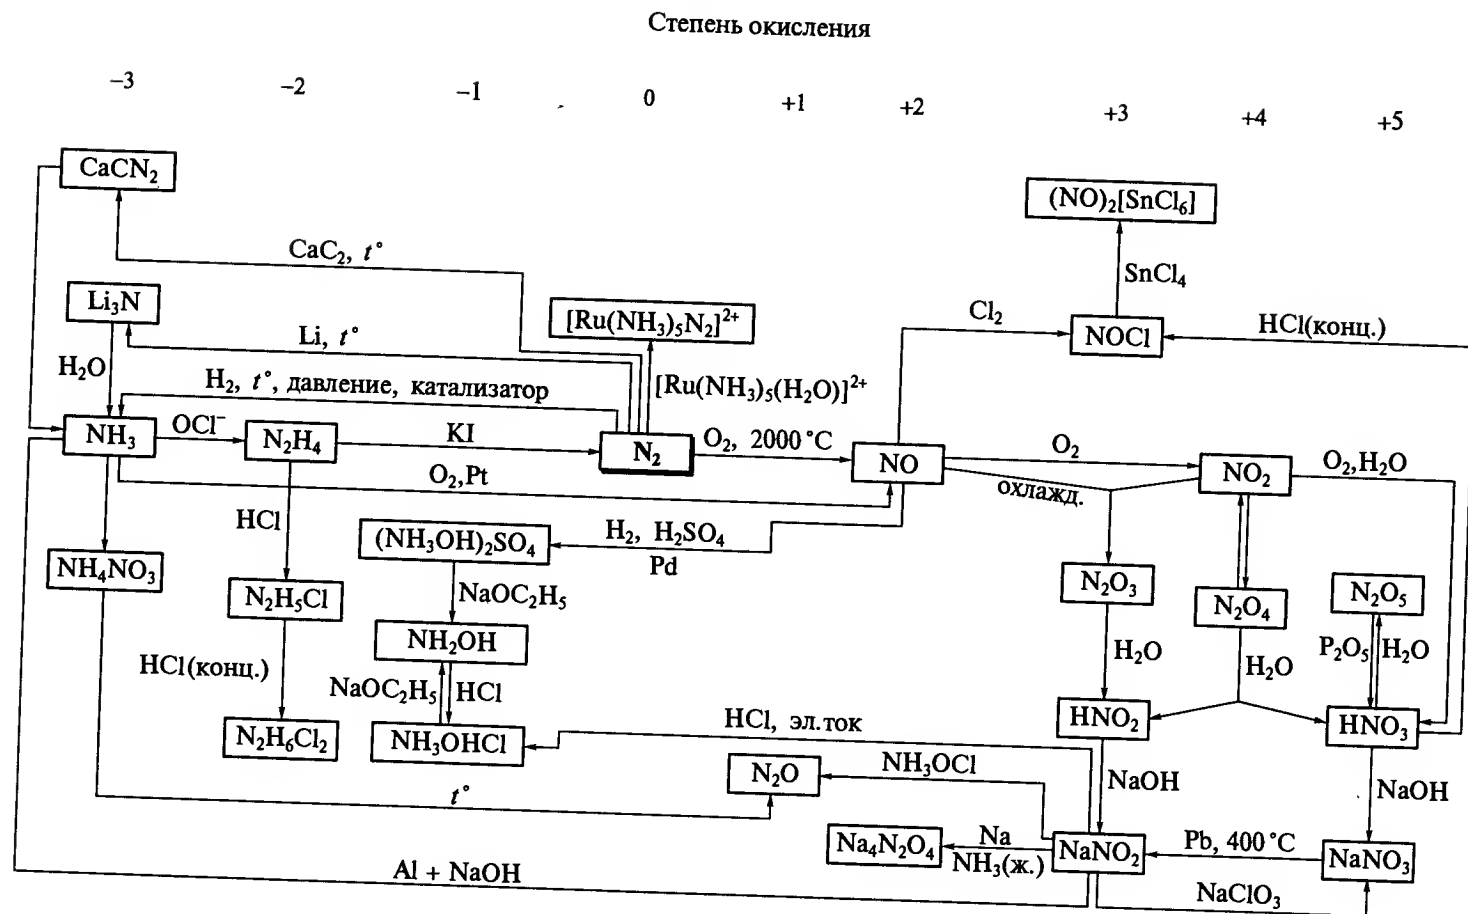 Степень окисления
–3 –2 –1 0 +1 +2 +3 +4 +5
CaCN₂
(NO)₂[SnCl₆]
CaC₂, t°
SnCl₄
Li₃N
[Ru(NH₃)₅N₂]²⁺
Cl₂
NOCl
HCl(конц.)
Li, t°
H₂O
H₂, t°, давление, катализатор
[Ru(NH₃)₅(H₂O)]²⁺
NH₃
OCl⁻
N₂H₄
KI
N₂
O₂, 2000 °C
NO
O₂
NO₂
O₂,H₂O
O₂,Pt
охлажд.
HCl
(NH₃OH)₂SO₄
H₂, H₂SO₄
Pd
NH₄NO₃
N₂H₅Cl
NaOC₂H₅
N₂O₃
N₂O₄
N₂O₅
NH₂OH
H₂O
H₂O
P₂O₅
H₂O
HCl(конц.)
NaOC₂H₅
HCl
N₂H₆Cl₂
NH₃OHCl
HCl, эл.ток
HNO₂
HNO₃
N₂O
NH₃OCl
NaOH
NaOH
t°
Na₄N₂O₄
Na
NH₃(ж.)
NaNO₂
Pb, 400 °C
NaNO₃
Al + NaOH
NaClO₃